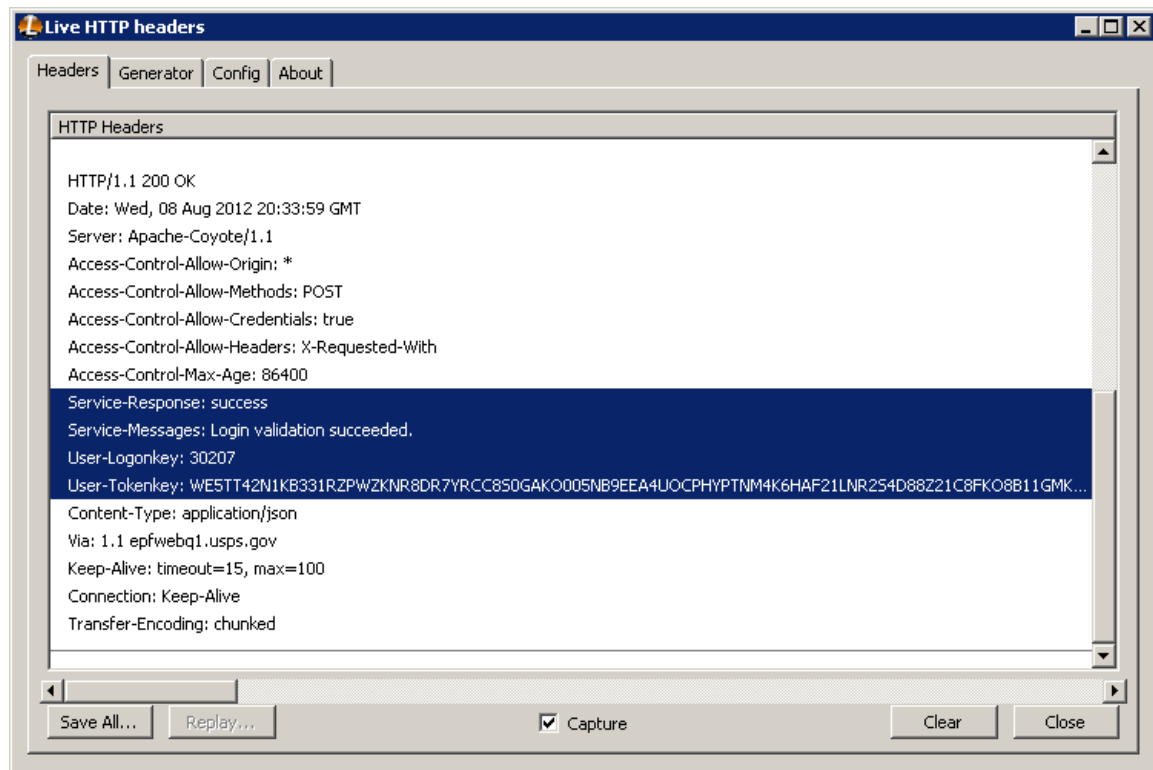 Live HTTP headers
Headers Generator Config About
HTTP Headers
HTTP/1.1 200 OK
Date: Wed, 08 Aug 2012 20:33:59 GMT
Server: Apache-Coyote/1.1
Access-Control-Allow-Origin: *
Access-Control-Allow-Methods: POST
Access-Control-Allow-Credentials: true
Access-Control-Allow-Headers: X-Requested-With
Access-Control-Max-Age: 86400
Service-Response: success
Service-Messages: Login validation succeeded.
User-Logonkey: 30207
User-Tokenkey: WE5TT42N1KB331RZPWZKNR8DR7YRCC8S0GAKO005NB9EEA4UOCPHYPTNM4K6HAF21LNR2S4D88Z21C8FKO8B11GMK...
Content-Type: application/json
Via: 1.1 epfwebq1.usps.gov
Keep-Alive: timeout=15, max=100
Connection: Keep-Alive
Transfer-Encoding: chunked
Save All... Replay... Capture Clear Close